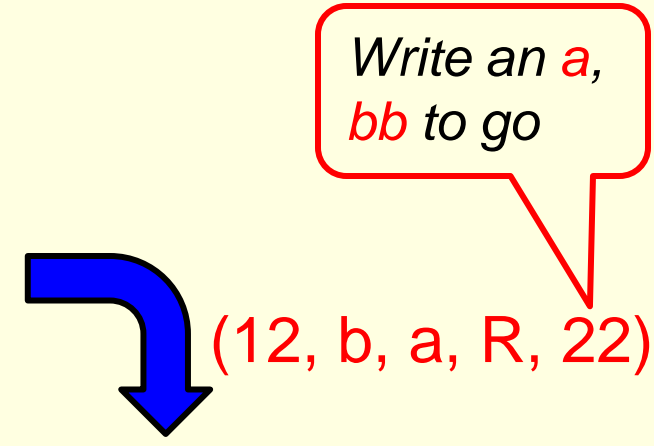 Write an a,
bb to go
(12, b, a, R, 22)